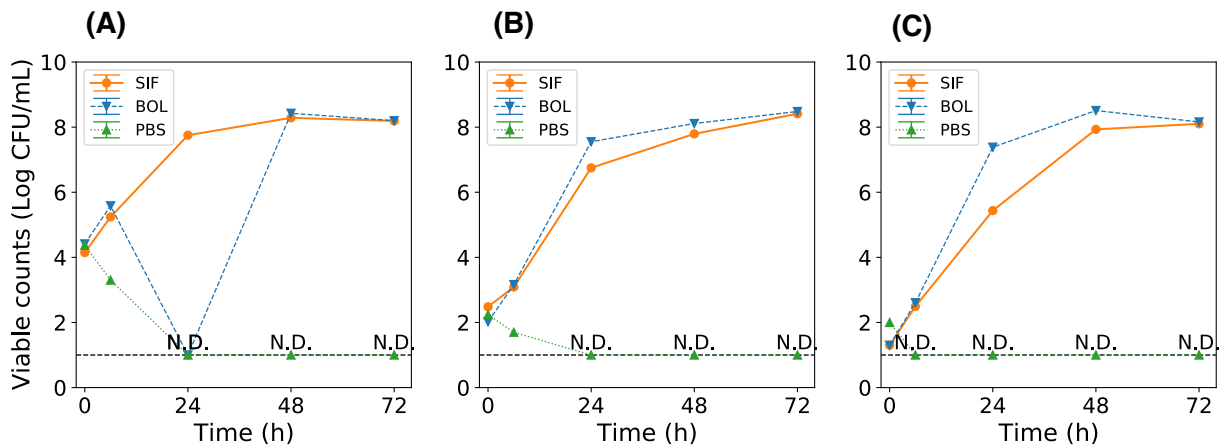 (A)
(B)
(C)
Viable counts (Log CFU/mL)
10
8
6
4
2
0
SIF
BOL
PBS
N.D.
N.D.
N.D.
0
24
48
72
Time (h)
10
8
6
4
2
0
SIF
BOL
PBS
N.D.
N.D.
N.D.
0
24
48
72
Time (h)
10
8
6
4
2
0
SIF
BOL
PBS
N.D.
N.D.
N.D.
N.D.
0
24
48
72
Time (h)